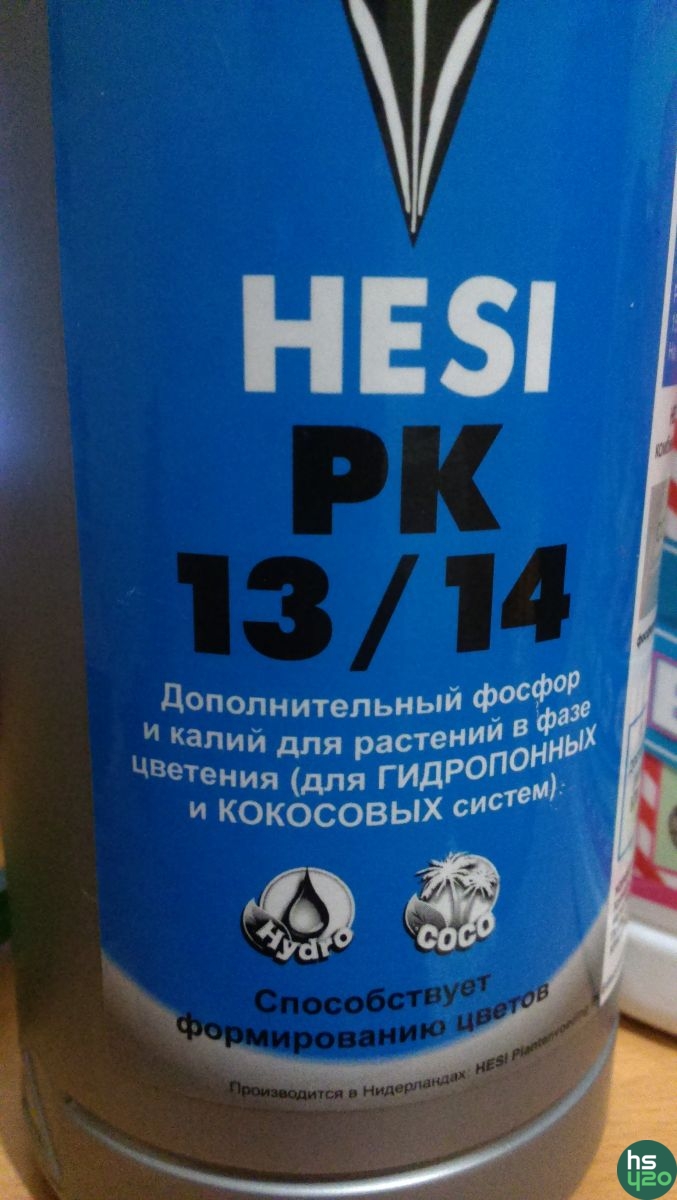 HESI
PK
13/14
Дополнительный фосфор
и калий для растений в фазе
цветения (для ГИДРОПОННЫХ
и КОКОСОВЫХ систем).
Hydro
COCO
Способствует
формированию цветов
Производится в Нидерландах: HESI Plantenvoeding
hs
420